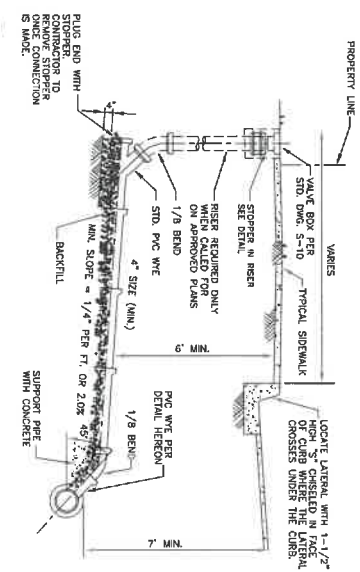 PROPERTY LINE
VARIES
VALVE BOX PER
STD. DWG. S-10
TYPICAL SIDEWALK
LOCATE LATERAL WITH 1-1/2"
HIGH "S" CHISELED IN FACE
OF CURB WHERE THE LATERAL
CROSSES UNDER THE CURB.
STOPPER IN RISER
SEE DETAIL
RISER REQUIRED ONLY
WHEN CALLED FOR
ON APPROVED PLANS
1/8 BEND
STD. PVC WYE
6' MIN.
7' MIN.
4"
4" SIZE (MIN.)
PVC WYE PER
DETAIL HEREON
1/8 BEND
45°
PLUG END WITH
STOPPER.
CONTRACTOR TO
REMOVE STOPPER
ONCE CONNECTION
IS MADE.
BACKFILL
MIN. SLOPE = 1/4" PER FT. OR 2.0%
SUPPORT PIPE
WITH CONCRETE